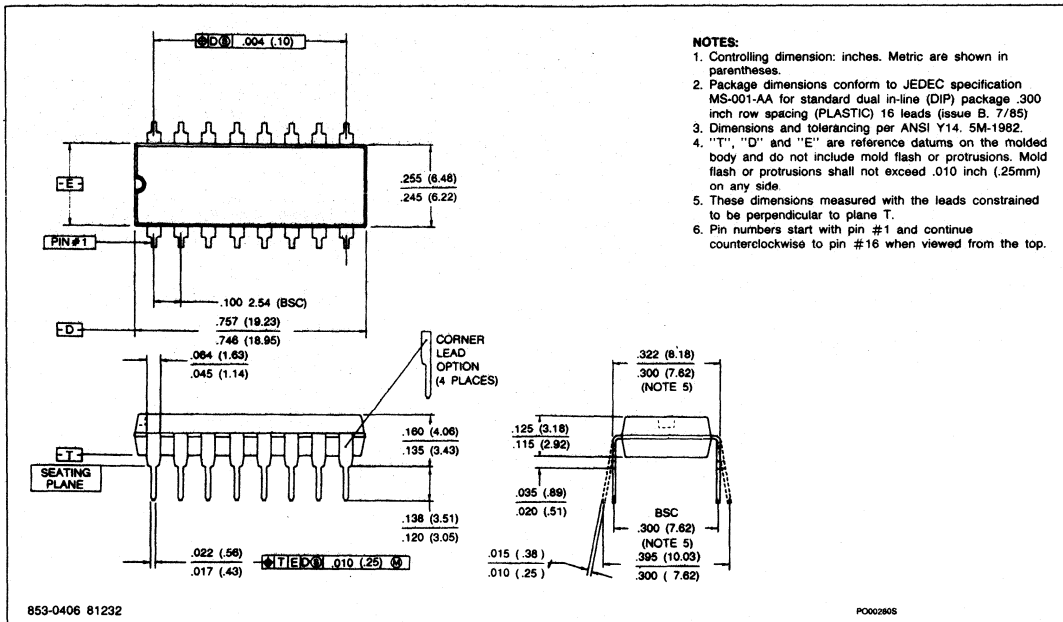 ⌖ D Ⓢ .004 (.10)
NOTES:
1. Controlling dimension: inches. Metric are shown in
parentheses.
2. Package dimensions conform to JEDEC specification
MS-001-AA for standard dual in-line (DIP) package .300
inch row spacing (PLASTIC) 16 leads (issue B. 7/85)
3. Dimensions and tolerancing per ANSI Y14. 5M-1982.
4. "T", "D" and "E" are reference datums on the molded
body and do not include mold flash or protrusions. Mold
flash or protrusions shall not exceed .010 inch (.25mm)
on any side.
5. These dimensions measured with the leads constrained
to be perpendicular to plane T.
6. Pin numbers start with pin #1 and continue
counterclockwise to pin #16 when viewed from the top.
-E-
.255 (6.48)
.245 (6.22)
PIN #1
.100 2.54 (BSC)
-D-
.757 (19.23)
.746 (18.95)
.064 (1.63)
.045 (1.14)
CORNER
LEAD
OPTION
(4 PLACES)
.322 (8.18)
.300 (7.62)
(NOTE 5)
.160 (4.06)
.135 (3.43)
.125 (3.18)
.115 (2.92)
-T-
SEATING
PLANE
.035 (.89)
.020 (.51)
.138 (3.51)
.120 (3.05)
BSC
.300 (7.62)
(NOTE 5)
.395 (10.03)
.300 ( 7.62)
.022 (.56)
.017 (.43)
⌖ T E D Ⓢ .010 (.25) Ⓜ
.015 ( .38)
.010 (.25 )
853-0406 81232
PO00280S